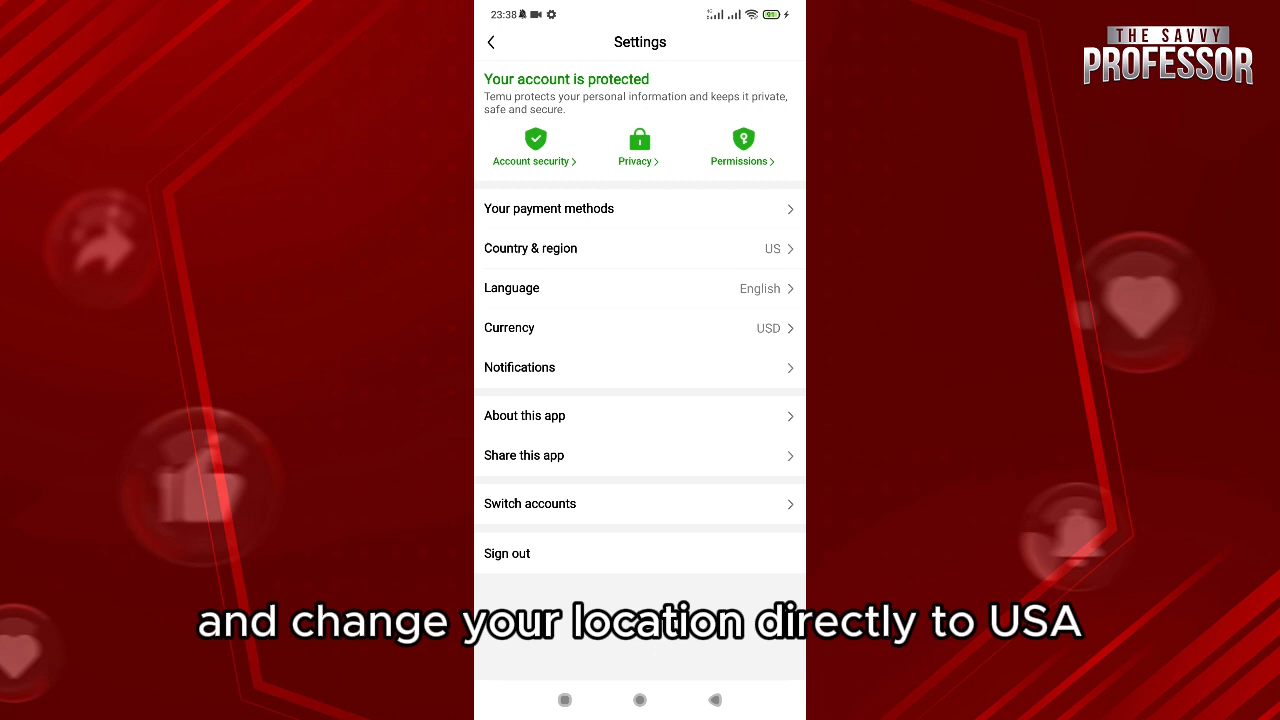 23:38
4G
91
Settings
THE SAVVY
PROFESSOR
Your account is protected
Temu protects your personal information and keeps it private,
safe and secure.
Account security
Privacy
Permissions
Your payment methods
Country & region US
Language English
Currency USD
Notifications
About this app
Share this app
Switch accounts
Sign out
and change your location directly to USA